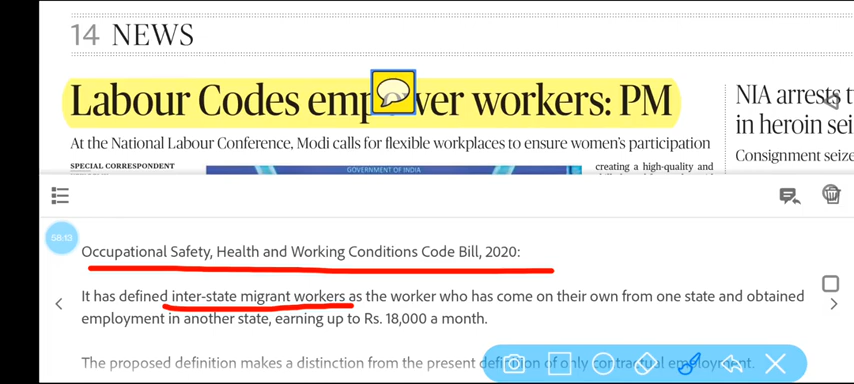 14 NEWS
Labour Codes empower workers: PM
At the National Labour Conference, Modi calls for flexible workplaces to ensure women's participation
SPECIAL CORRESPONDENT
GOVERNMENT OF INDIA
creating a high-quality and
NIA arrests
in heroin sei
Consignment seize
58:13
Occupational Safety, Health and Working Conditions Code Bill, 2020:
It has defined inter-state migrant workers as the worker who has come on their own from one state and obtained
employment in another state, earning up to Rs. 18,000 a month.
The proposed definition makes a distinction from the present definition of only contractual employment.